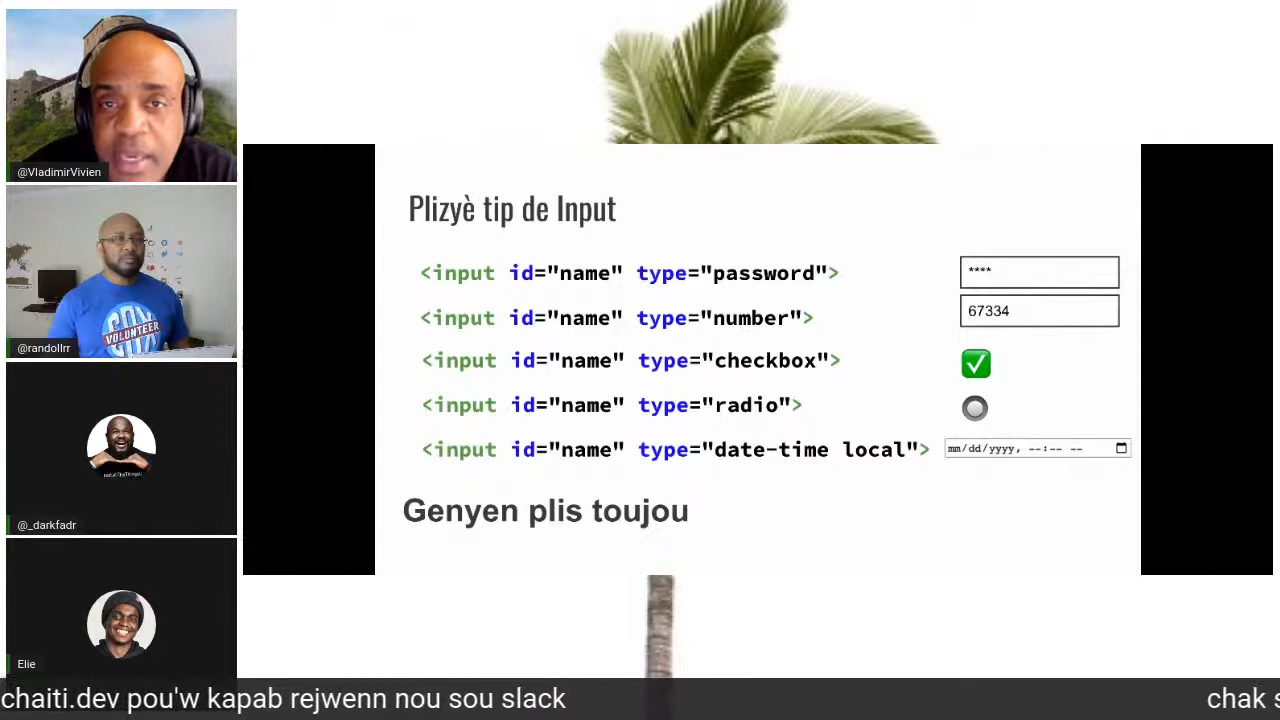 @VladimirVivien
VOLUNTEER
@randollrr
@_darkfadr
Elie
Plizyè tip de Input
<input id="name" type="password">
****
<input id="name" type="number">
67334
<input id="name" type="checkbox">
<input id="name" type="radio">
<input id="name" type="date-time local">
mm/dd/yyyy, --:-- --
Genyen plis toujou
chaiti.dev pou'w kapab rejwenn nou sou slack
chak s